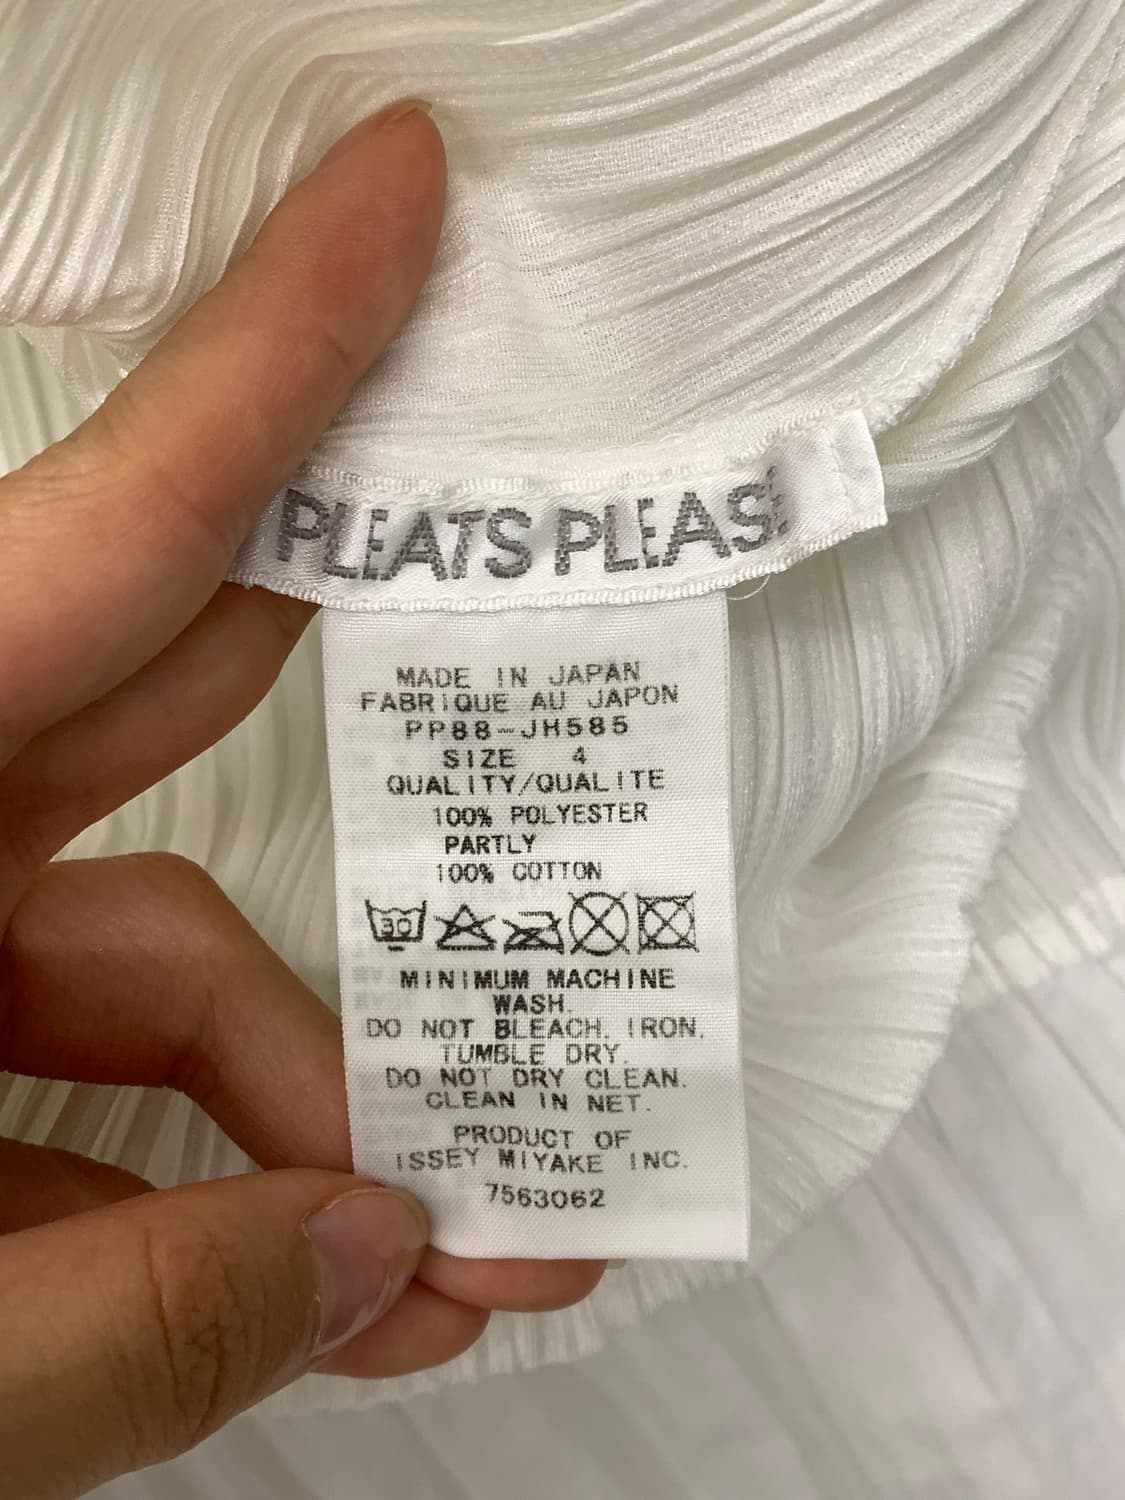 PLEATS PLEASE
MADE IN JAPAN
FABRIQUE AU JAPON
PP88-JH585
SIZE 4
QUALITY/QUALITE
100% POLYESTER
PARTLY
100% COTTON
30
MINIMUM MACHINE
WASH.
DO NOT BLEACH. IRON.
TUMBLE DRY.
DO NOT DRY CLEAN.
CLEAN IN NET.
PRODUCT OF
ISSEY MIYAKE INC.
7563062